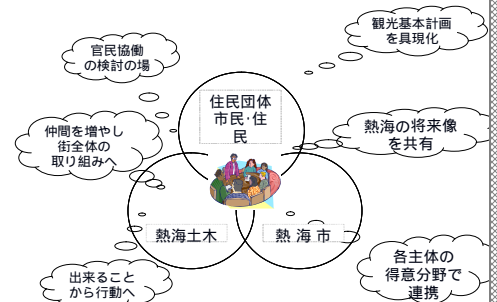 観光基本計画
を具現化
官民協働
の検討の場
住民団体
市民･住
民
仲間を増やし
街全体の
取り組みへ
熱海の将来像
を共有
熱海土木
熱 海 市
各主体の
得意分野で
連携
出来ること
から行動へ